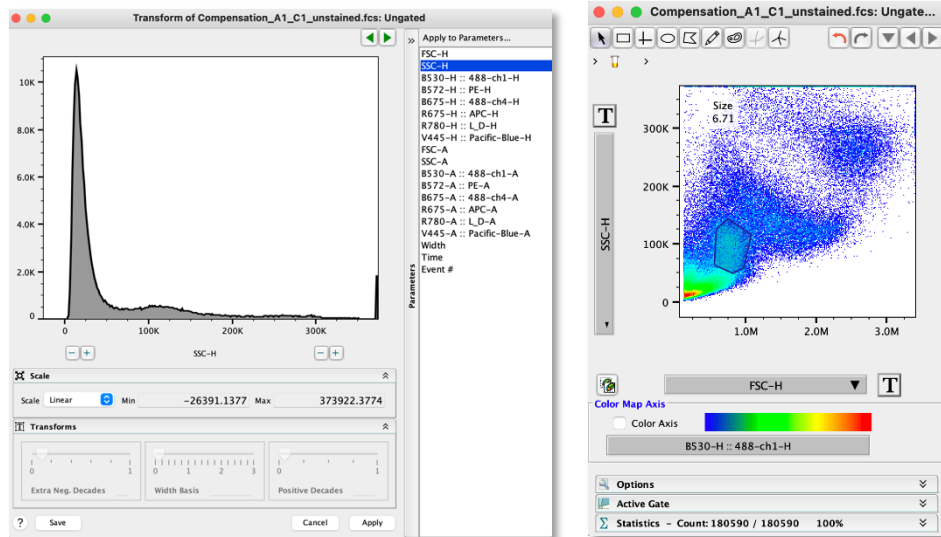 Transform of Compensation_A1_C1_unstained.fcs: Ungated
Apply to Parameters...
FSC-H
SSC-H
B530-H :: 488-ch1-H
B572-H :: PE-H
B675-H :: 488-ch4-H
R675-H :: APC-H
R780-H :: L_D-H
V445-H :: Pacific-Blue-H
FSC-A
SSC-A
B530-A :: 488-ch1-A
B572-A :: PE-A
B675-A :: 488-ch4-A
R675-A :: APC-A
R780-A :: L_D-A
V445-A :: Pacific-Blue-A
Width
Time
Event #
Parameters
10K
8.0K
6.0K
4.0K
2.0K
0
0 100K 200K 300K
SSC-H
Scale
Scale Linear Min -26391.1377 Max 373922.3774
T Transforms
0 1
Extra Neg. Decades
0 1 2 3
Width Basis
0 1
Positive Decades
? Save Cancel Apply
Compensation_A1_C1_unstained.fcs: Ungate...
T
SSC-H
Size
6.71
300K
200K
100K
0
1.0M 2.0M 3.0M
FSC-H
T
Color Map Axis
Color Axis
B530-H :: 488-ch1-H
Options
Active Gate
Σ Statistics - Count: 180590 / 180590 100%